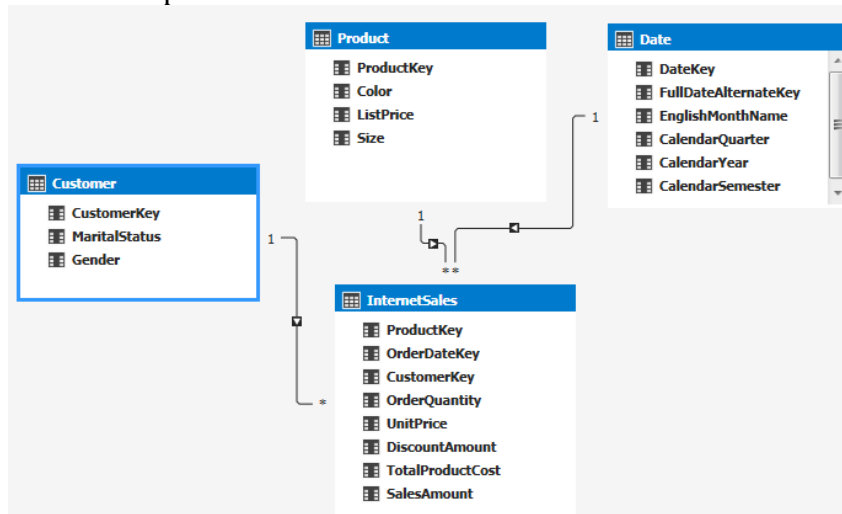 Product
ProductKey
Color
ListPrice
Size
Date
DateKey
FullDateAlternateKey
EnglishMonthName
CalendarQuarter
CalendarYear
CalendarSemester
1
Customer
CustomerKey
MaritalStatus
Gender
1
1
**
*
InternetSales
ProductKey
OrderDateKey
CustomerKey
OrderQuantity
UnitPrice
DiscountAmount
TotalProductCost
SalesAmount